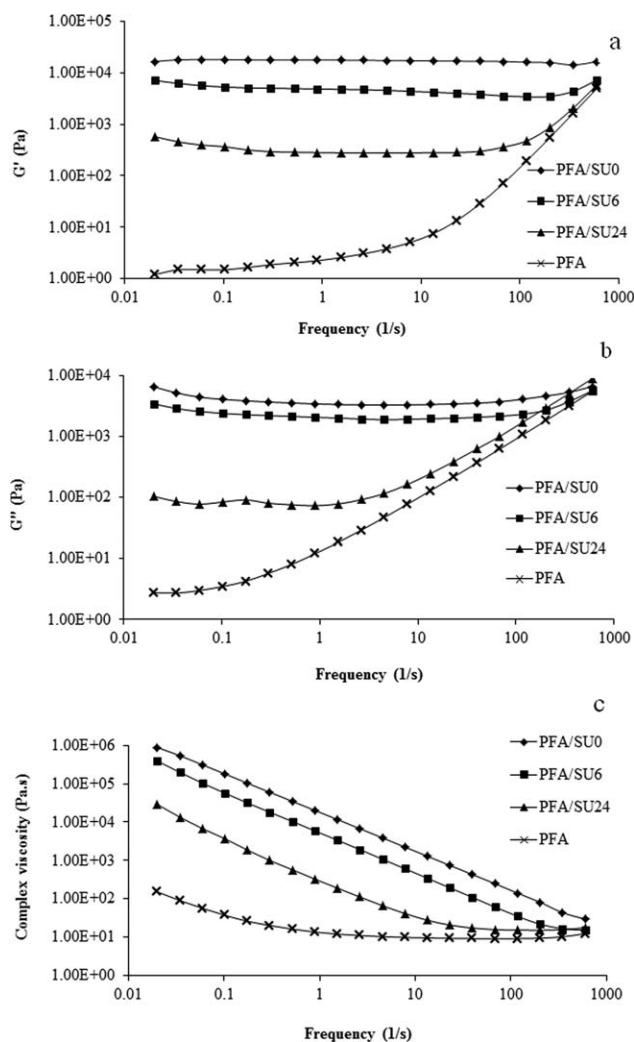 a
1.00E+05
1.00E+04
1.00E+03
1.00E+02
1.00E+01
1.00E+00
G' (Pa)
PFA/SU0
PFA/SU6
PFA/SU24
PFA
0.01 0.1 1 10 100 1000
Frequency (1/s)
b
1.00E+04
1.00E+03
1.00E+02
1.00E+01
1.00E+00
G" (Pa)
PFA/SU0
PFA/SU6
PFA/SU24
PFA
0.01 0.1 1 10 100 1000
Frequency (1/s)
c
1.00E+06
1.00E+05
1.00E+04
1.00E+03
1.00E+02
1.00E+01
1.00E+00
Complex viscosity (Pa.s)
PFA/SU0
PFA/SU6
PFA/SU24
PFA
0.01 0.1 1 10 100 1000
Frequency (1/s)